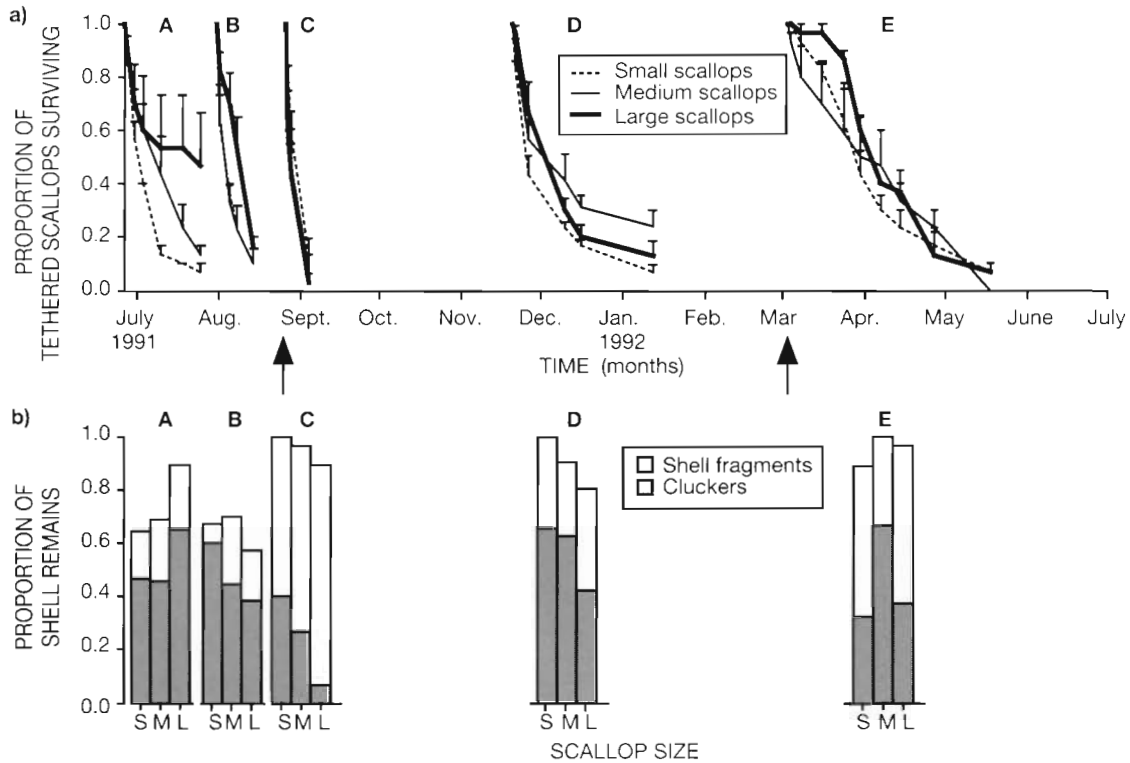 a)
A B C D E
PROPORTION OF
TETHERED SCALLOPS SURVIVING
1.0
0.8
0.6
0.4
0.2
0.0
Small scallops
Medium scallops
Large scallops
July Aug. Sept. Oct. Nov. Dec. Jan. Feb. Mar Apr. May June July
1991 1992
TIME (months)
b)
A B C D E
PROPORTION OF
SHELL REMAINS
1.0
0.8
0.6
0.4
0.2
0.0
Shell fragments
Cluckers
S M L S M L S M L S M L S M L
SCALLOP SIZE